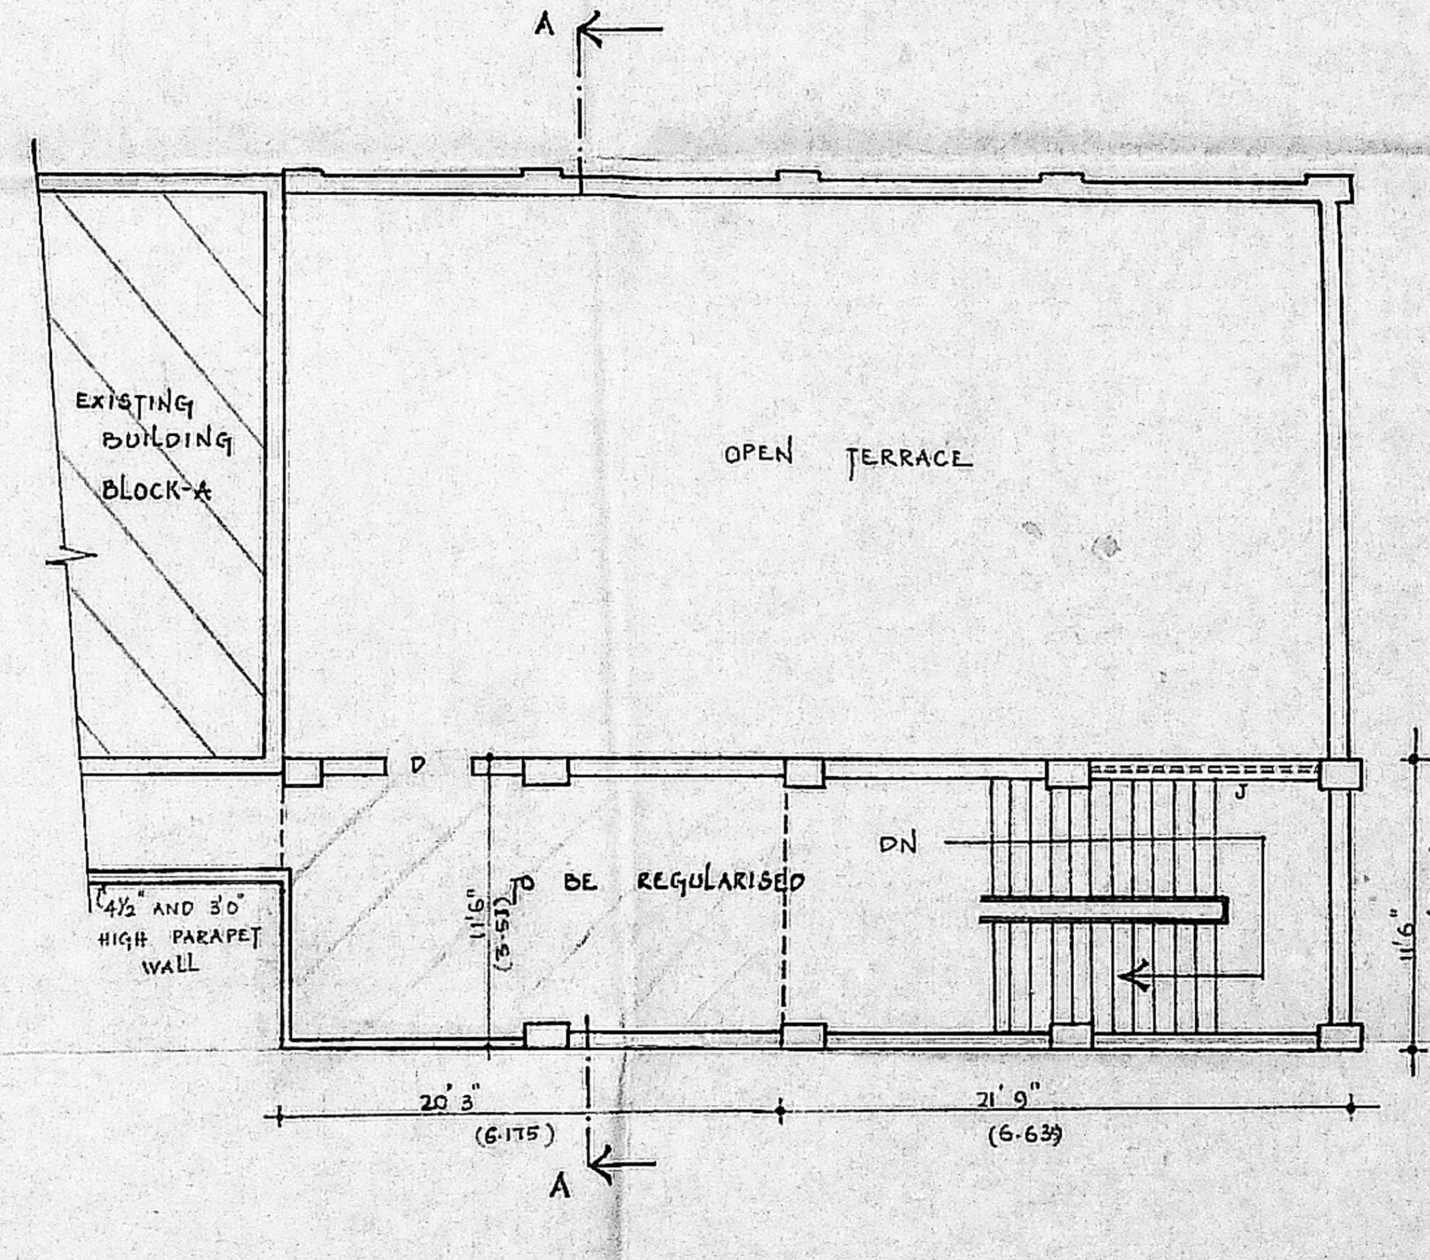 A
EXISTING
BUILDING
BLOCK-A
OPEN TERRACE
D
J
DN
TO BE REGULARISED
11'6"
(3.51)
11'6"
4½" AND 3'0"
HIGH PARAPET
WALL
20' 3"
(6.175)
21' 9"
(6.639)
A